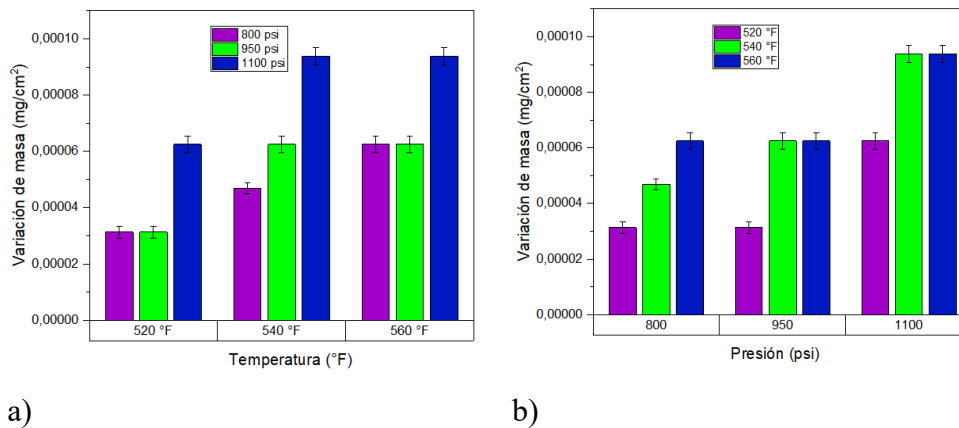 800 psi
950 psi
1100 psi
Variación de masa (mg/cm²)
0,00010
0,00008
0,00006
0,00004
0,00002
0,00000
520 °F 540 °F 560 °F
Temperatura (°F)
a)
520 °F
540 °F
560 °F
Variación de masa (mg/cm²)
0,00010
0,00008
0,00006
0,00004
0,00002
0,00000
800 950 1100
Presión (psi)
b)